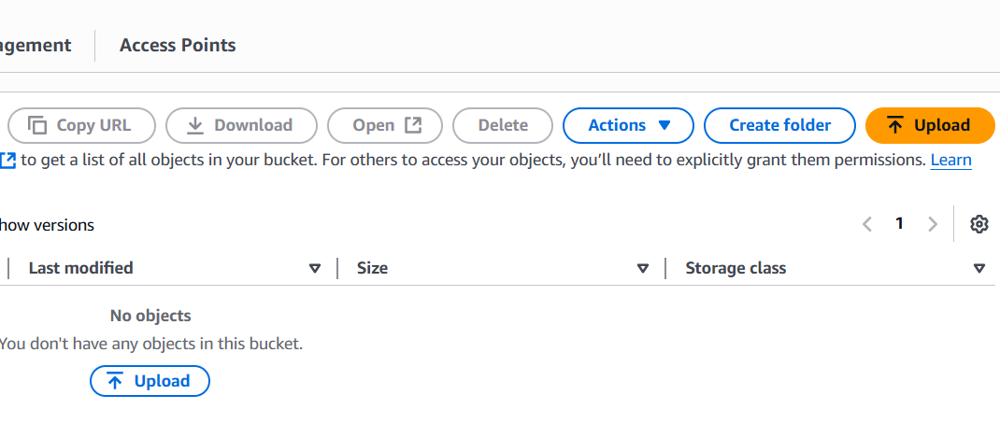 agement Access Points
Copy URL Download Open Delete Actions Create folder Upload
to get a list of all objects in your bucket. For others to access your objects, you’ll need to explicitly grant them permissions. Learn
how versions
1
Last modified Size Storage class
No objects
You don't have any objects in this bucket.
Upload